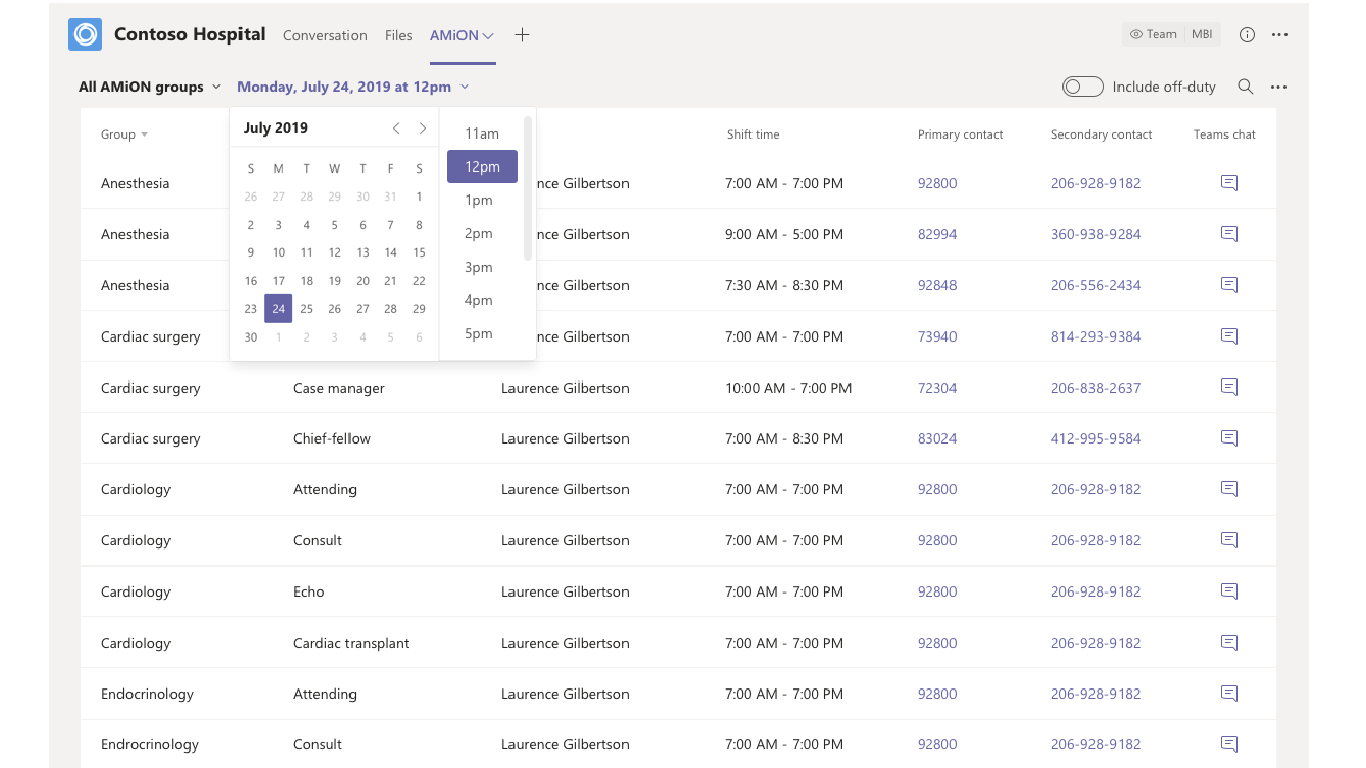 Contoso Hospital Conversation Files AMiON Team MBI
All AMiON groups Monday, July 24, 2019 at 12pm Include off-duty
Group Shift time Primary contact Secondary contact Teams chat
July 2019
S M T W T F S
26 27 28 29 30 31 1
2 3 4 5 6 7 8
9 10 11 12 13 14 15
16 17 18 19 20 21 22
23 24 25 26 27 28 29
30 1 2 3 4 5 6
11am
12pm
1pm
2pm
3pm
4pm
5pm
Anesthesia nce Gilbertson 7:00 AM - 7:00 PM 92800 206-928-9182
Anesthesia nce Gilbertson 9:00 AM - 5:00 PM 82994 360-938-9284
Anesthesia nce Gilbertson 7:30 AM - 8:30 PM 92848 206-556-2434
Cardiac surgery nce Gilbertson 7:00 AM - 7:00 PM 73940 814-293-9384
Cardiac surgery Case manager Laurence Gilbertson 10:00 AM - 7:00 PM 72304 206-838-2637
Cardiac surgery Chief-fellow Laurence Gilbertson 7:00 AM - 8:30 PM 83024 412-995-9584
Cardiology Attending Laurence Gilbertson 7:00 AM - 7:00 PM 92800 206-928-9182
Cardiology Consult Laurence Gilbertson 7:00 AM - 7:00 PM 92800 206-928-9182
Cardiology Echo Laurence Gilbertson 7:00 AM - 7:00 PM 92800 206-928-9182
Cardiology Cardiac transplant Laurence Gilbertson 7:00 AM - 7:00 PM 92800 206-928-9182
Endocrinology Attending Laurence Gilbertson 7:00 AM - 7:00 PM 92800 206-928-9182
Endrocrinology Consult Laurence Gilbertson 7:00 AM - 7:00 PM 92800 206-928-9182